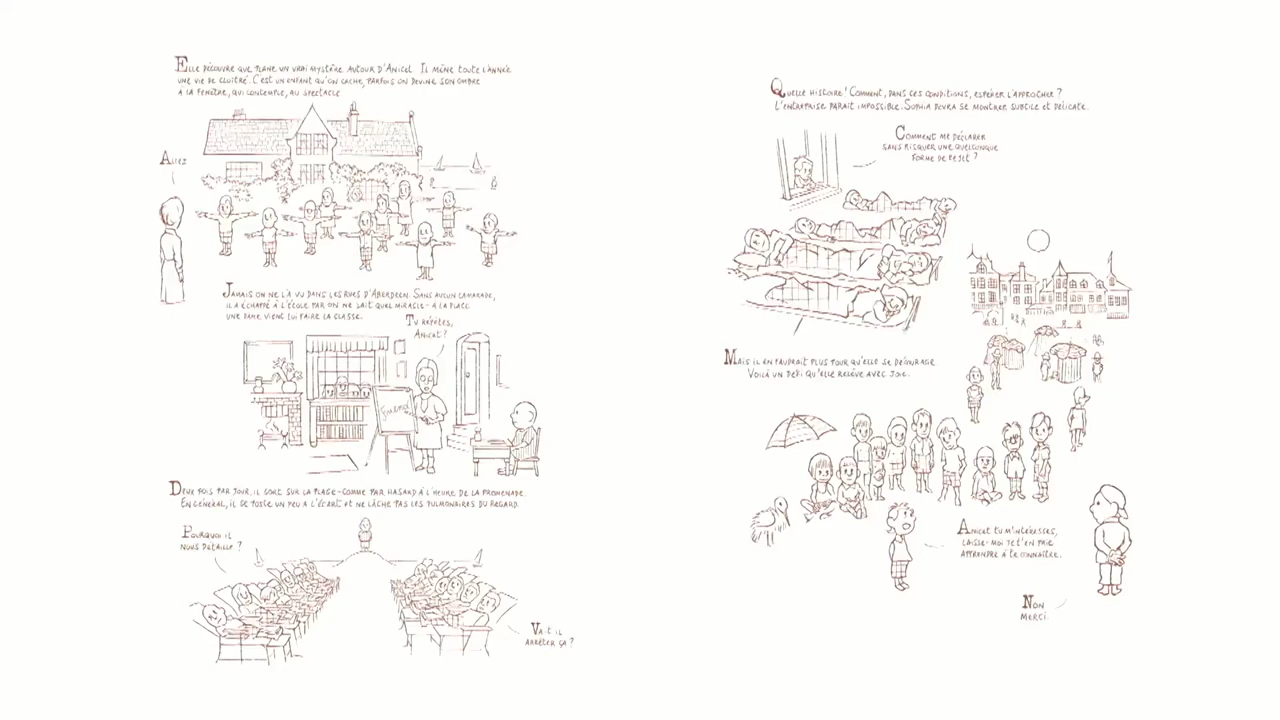 Elle découvre que plane un vrai mystère autour d'Anicet. Il mène toute l'année
une vie de cloîtré. C'est un enfant qu'on cache, parfois on devine son ombre
à la fenêtre, qui contemple, au spectacle
Allez
Jamais on ne l'a vu dans les rues d'Aberdeen. Sans aucun camarade,
il a échappé à l'école par on ne sait quel miracle - à la place
une dame vient lui faire la classe.
Tu répètes,
Anicet ?
Deux fois par jour, il sort sur la plage - comme par hasard à l'heure de la promenade.
En général, il se poste un peu à l'écart et ne lâche pas les pulmonaires du regard.
Pourquoi il
nous détaille ?
Va-t-il
arrêter ça ?
Quelle histoire ! Comment, dans ces conditions, espérer l'approcher ?
L'entreprise paraît impossible. Sophia devra se montrer subtile et délicate.
Comment me déclarer
sans risquer une quelconque
forme de rejet ?
Mais il en faudrait plus pour qu'elle se décourage.
Voilà un défi qu'elle relève avec joie.
Anicet tu m'intéresses,
laisse-moi je t'en prie
apprendre à te connaître.
Non
merci.